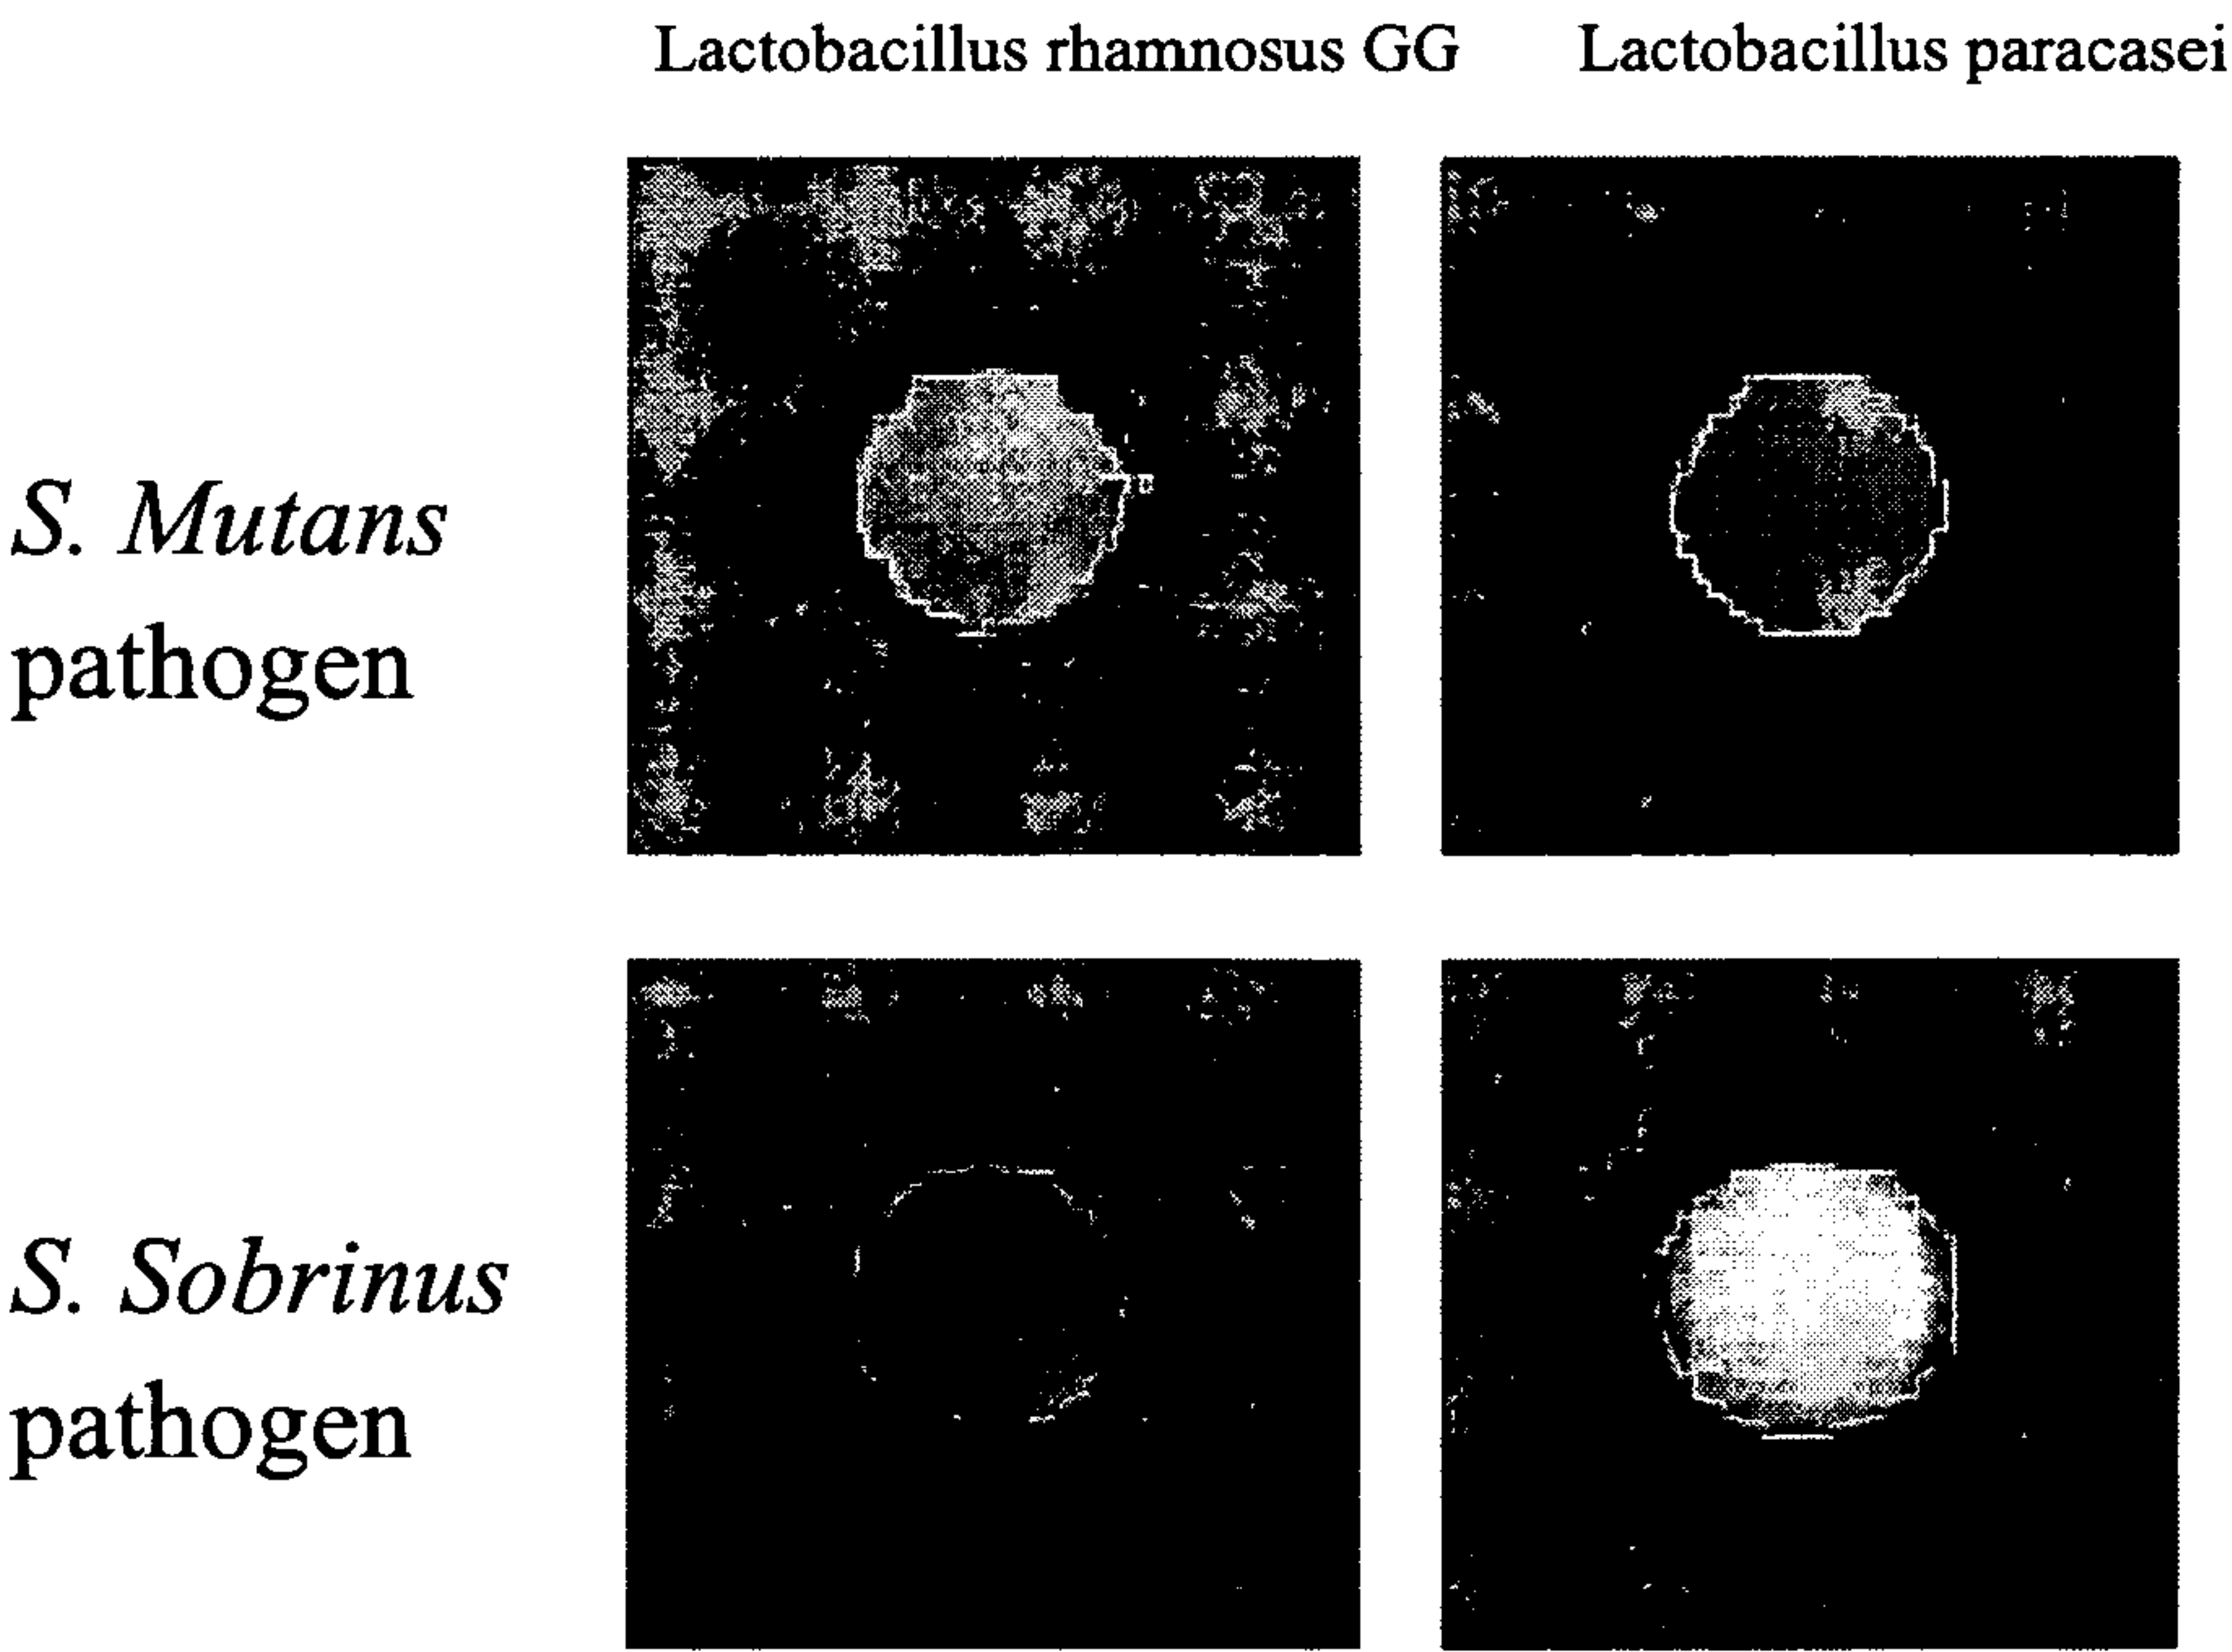 Lactobacillus rhamnosus GG Lactobacillus paracasei
S. Mutans
pathogen
S. Sobrinus
pathogen